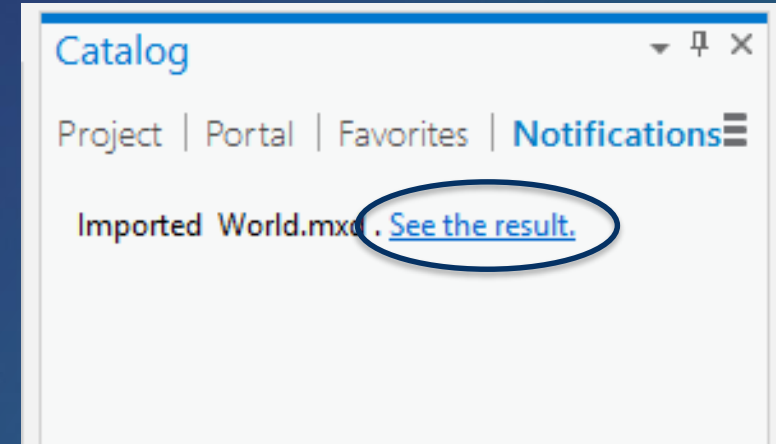 Catalog
Project | Portal | Favorites | Notifications
Imported World.mxd . See the result.